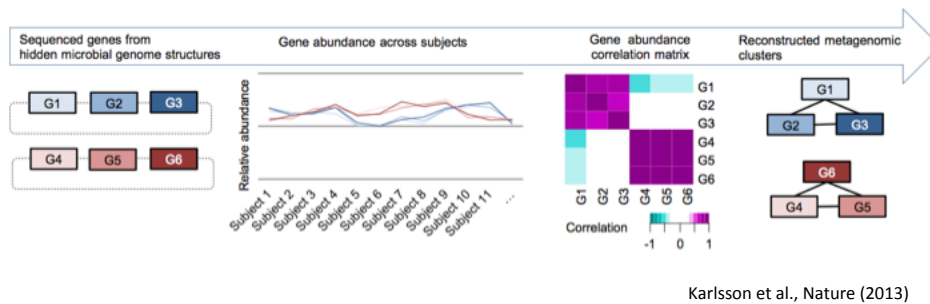 Sequenced genes from
hidden microbial genome structures
Gene abundance across subjects
Gene abundance
correlation matrix
Reconstructed metagenomic
clusters
G1 G2 G3
G4 G5 G6
Relative abundance
Subject 1
Subject 2
Subject 3
Subject 4
Subject 5
Subject 6
Subject 7
Subject 8
Subject 9
Subject 10
Subject 11
...
G1
G2
G3
G4
G5
G6
G1
G2
G3
G4
G5
G6
Correlation
-1 0 1
G1
G2 G3
G6
G4 G5
Karlsson et al., Nature (2013)